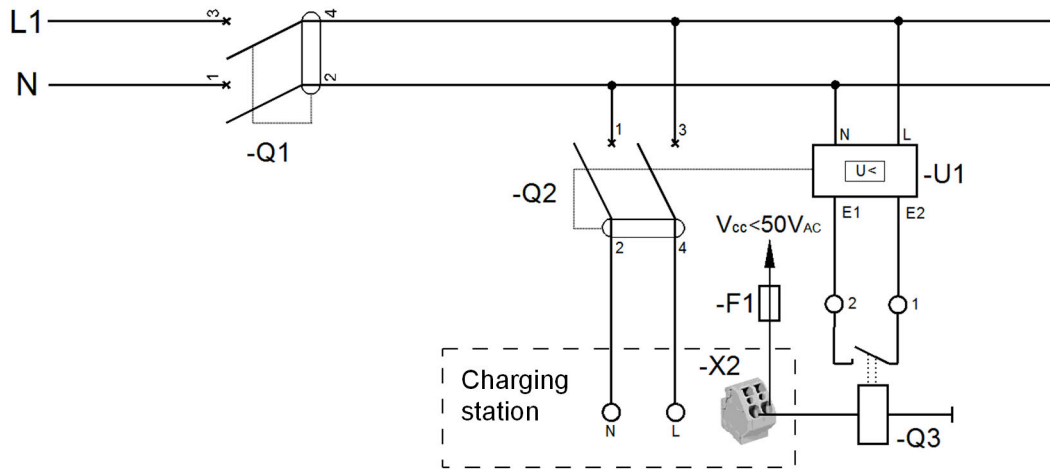 L1
3
4
N
1
2
-Q1
1
3
N
L
-Q2
U<
-U1
2
4
E1
E2
Vcc<50VAC
-F1
2
1
-X2
Charging
station
N
L
-Q3